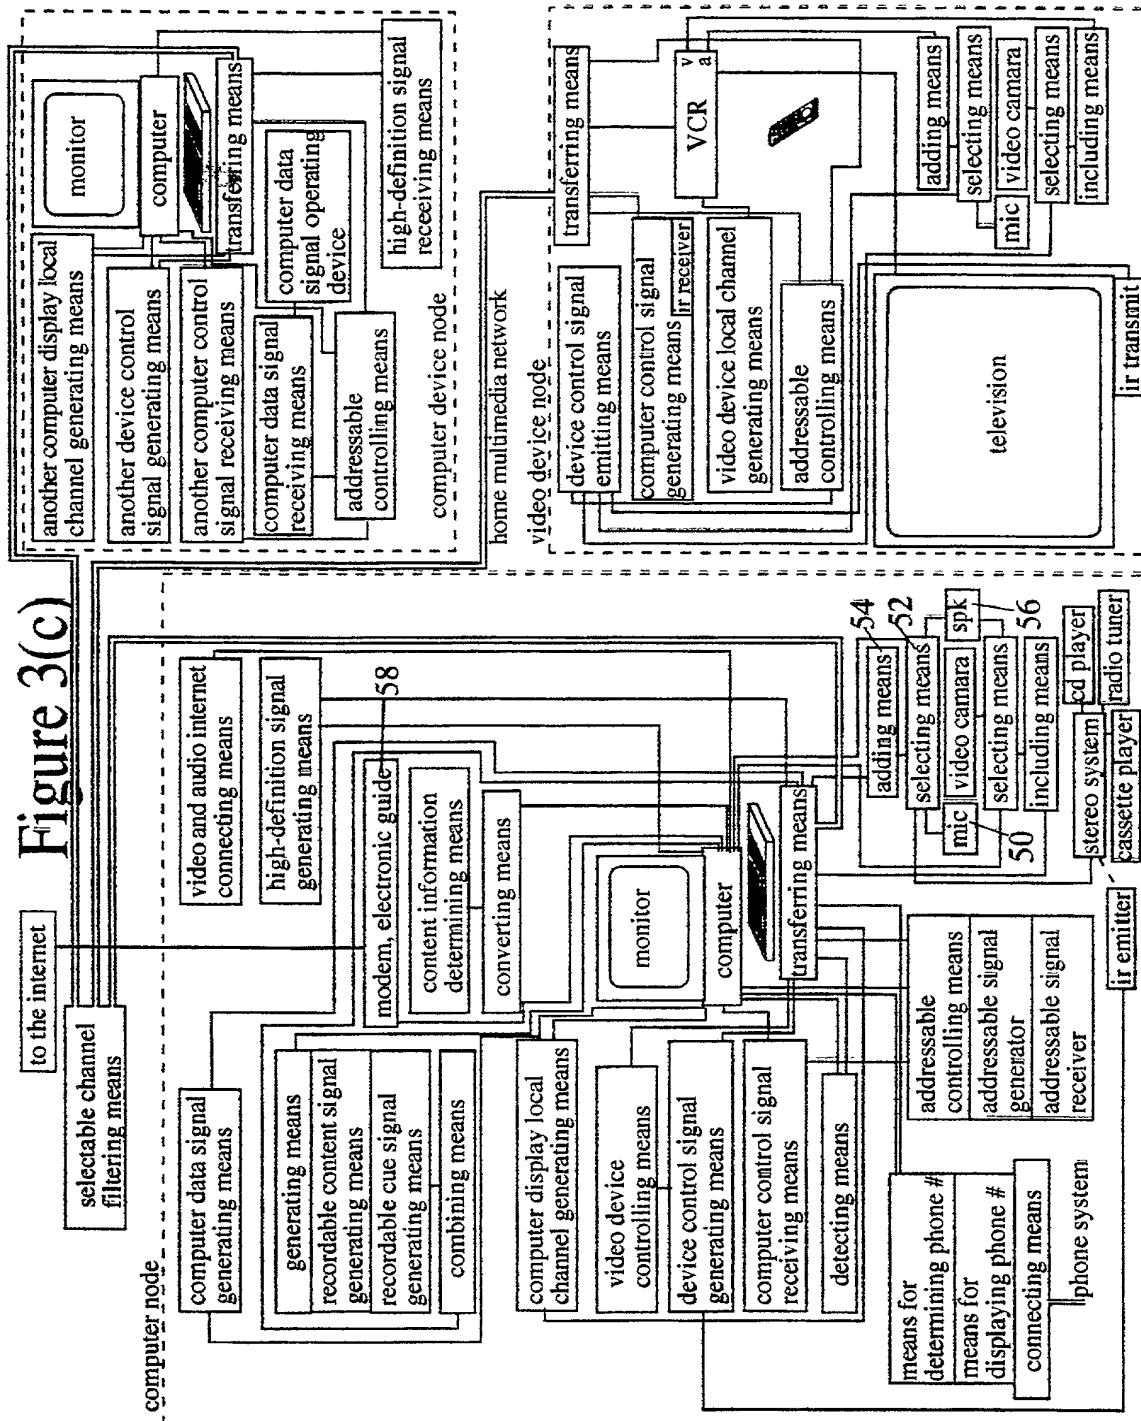 Figure 3(c)
to the internet
selectable channel
filtering means
computer node
computer data signal
generating means
generating means
recordable content signal
generating means
recordable cue signal
generating means
combining means
video and audio internet
connecting means
high-definition signal
generating means
modem, electronic guide
58
content information
determining means
converting means
computer display local
channel generating means
video device
controlling means
device control signal
generating means
computer control signal
receiving means
detecting means
monitor
computer
transferring means
means for
determining phone #
means for
displaying phone #
connecting means
phone system
addressable
controlling means
addressable signal
generator
addressable signal
receiver
ir emitter
adding means
54
selecting means
52
mic
50
video camara
spk
56
selecting means
including means
stereo system
cd player
cassette player
radio tuner
another computer display local
channel generating means
another device control
signal generating means
another computer control
signal receiving means
computer data signal
receiving means
computer data
signal operating
device
addressable
controlling means
monitor
computer
transferring means
high-definition signal
receiving means
computer device node
home multimedia network
video device node
device control signal
emitting means
computer control signal
generating means
ir receiver
video device local channel
generating means
addressable
controlling means
transferring means
VCR
v
a
television
ir transmit
adding means
selecting means
mic
video camara
selecting means
including means